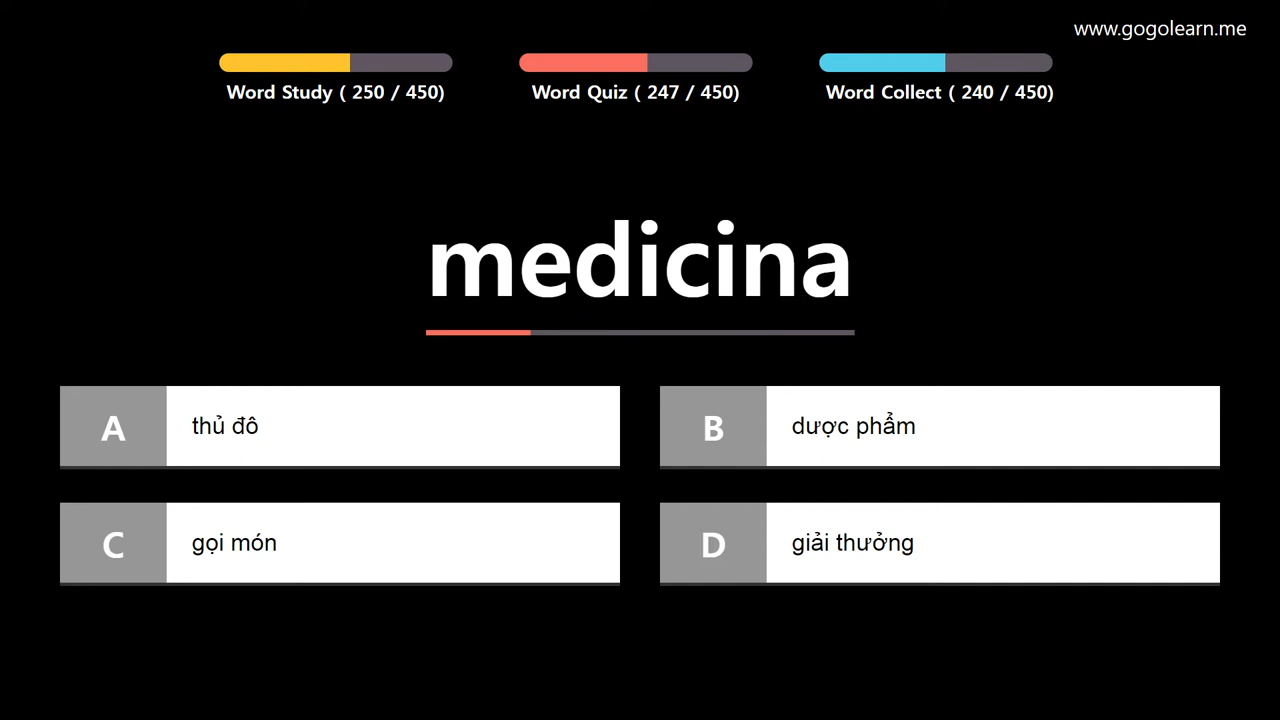 www.gogolearn.me
Word Study ( 250 / 450)
Word Quiz ( 247 / 450)
Word Collect ( 240 / 450)
medicina
A thủ đô
B dược phẩm
C gọi món
D giải thưởng